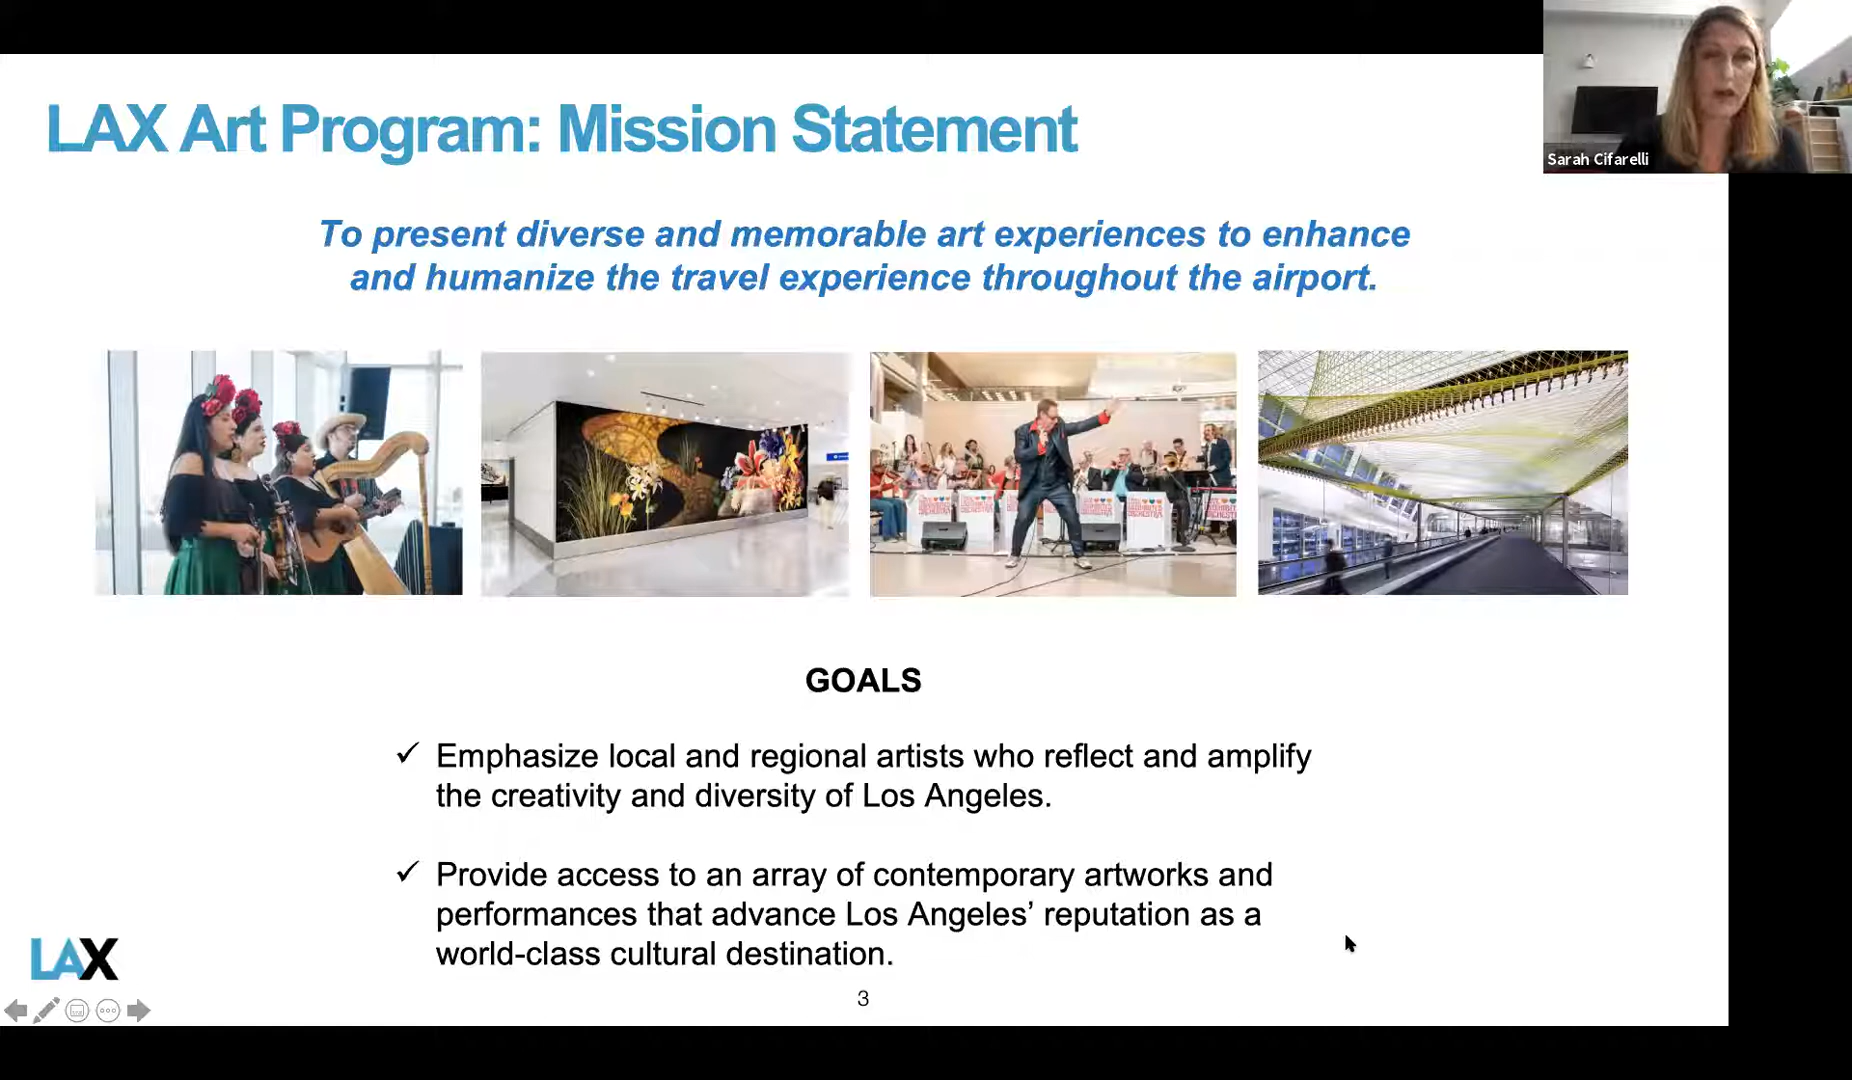 LAX Art Program: Mission Statement
Sarah Cifarelli
To present diverse and memorable art experiences to enhance
and humanize the travel experience throughout the airport.
GOALS
✓ Emphasize local and regional artists who reflect and amplify
the creativity and diversity of Los Angeles.
✓ Provide access to an array of contemporary artworks and
performances that advance Los Angeles’ reputation as a
world-class cultural destination.
LAX
3